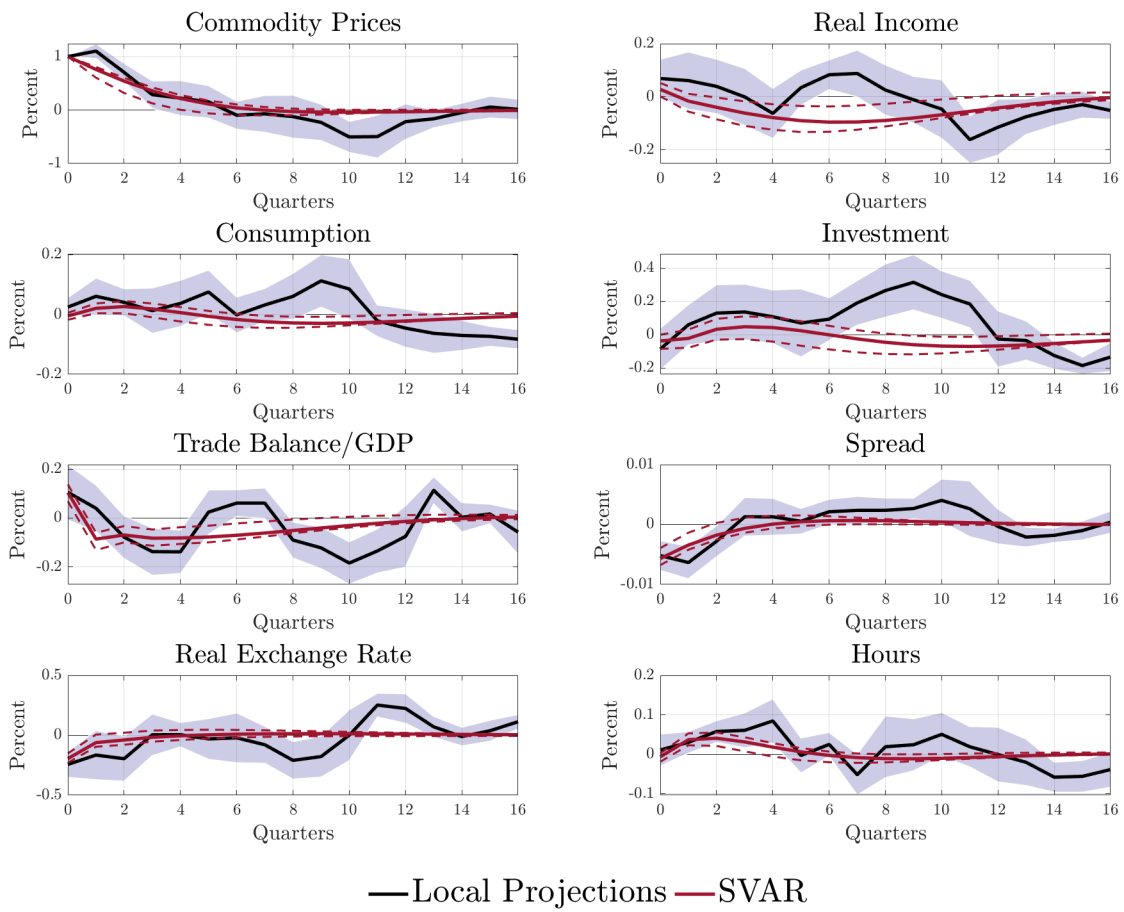 Commodity Prices
Percent
1
0
-1
0 2 4 6 8 10 12 14 16
Quarters
Real Income
Percent
0.2
0
-0.2
0 2 4 6 8 10 12 14 16
Quarters
Consumption
Percent
0.2
0
-0.2
0 2 4 6 8 10 12 14 16
Quarters
Investment
Percent
0.4
0.2
0
-0.2
0 2 4 6 8 10 12 14 16
Quarters
Trade Balance/GDP
Percent
0.2
0
-0.2
0 2 4 6 8 10 12 14 16
Quarters
Spread
Percent
0.01
0
-0.01
0 2 4 6 8 10 12 14 16
Quarters
Real Exchange Rate
Percent
0.5
0
-0.5
0 2 4 6 8 10 12 14 16
Quarters
Hours
Percent
0.2
0.1
0
-0.1
0 2 4 6 8 10 12 14 16
Quarters
Local Projections SVAR